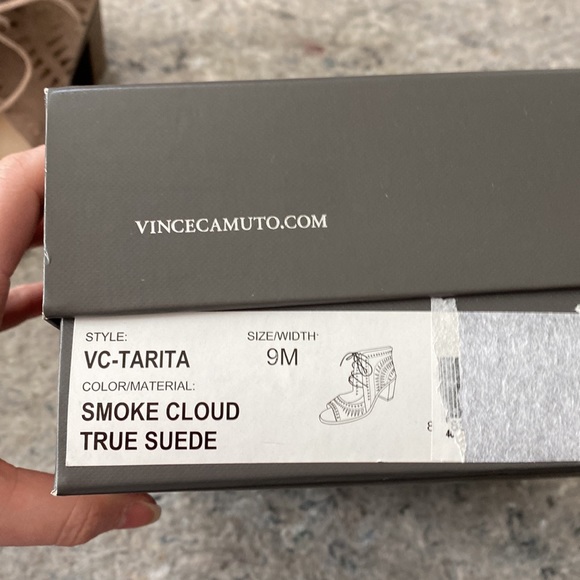 VINCECAMUTO.COM
STYLE: SIZE/WIDTH
VC-TARITA 9M
COLOR/MATERIAL:
SMOKE CLOUD
TRUE SUEDE